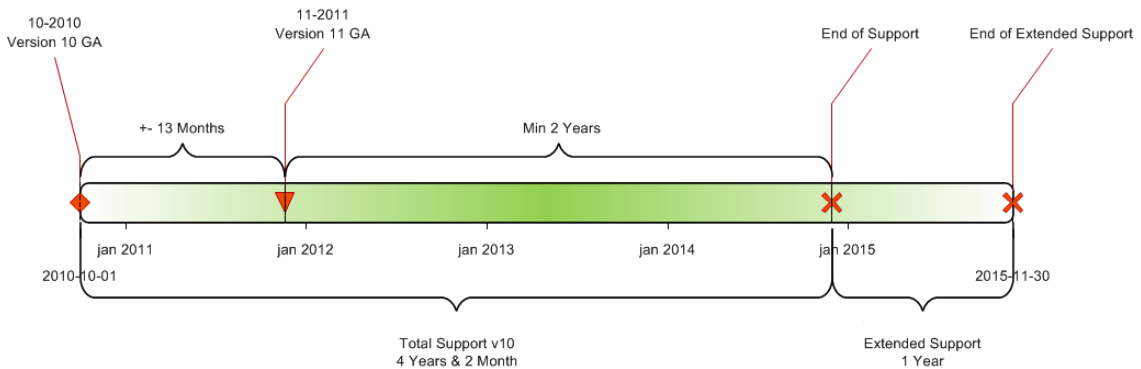 10-2010
Version 10 GA
11-2011
Version 11 GA
End of Support
End of Extended Support
+- 13 Months
Min 2 Years
jan 2011
jan 2012
jan 2013
jan 2014
jan 2015
2010-10-01
2015-11-30
Total Support v10
4 Years & 2 Month
Extended Support
1 Year